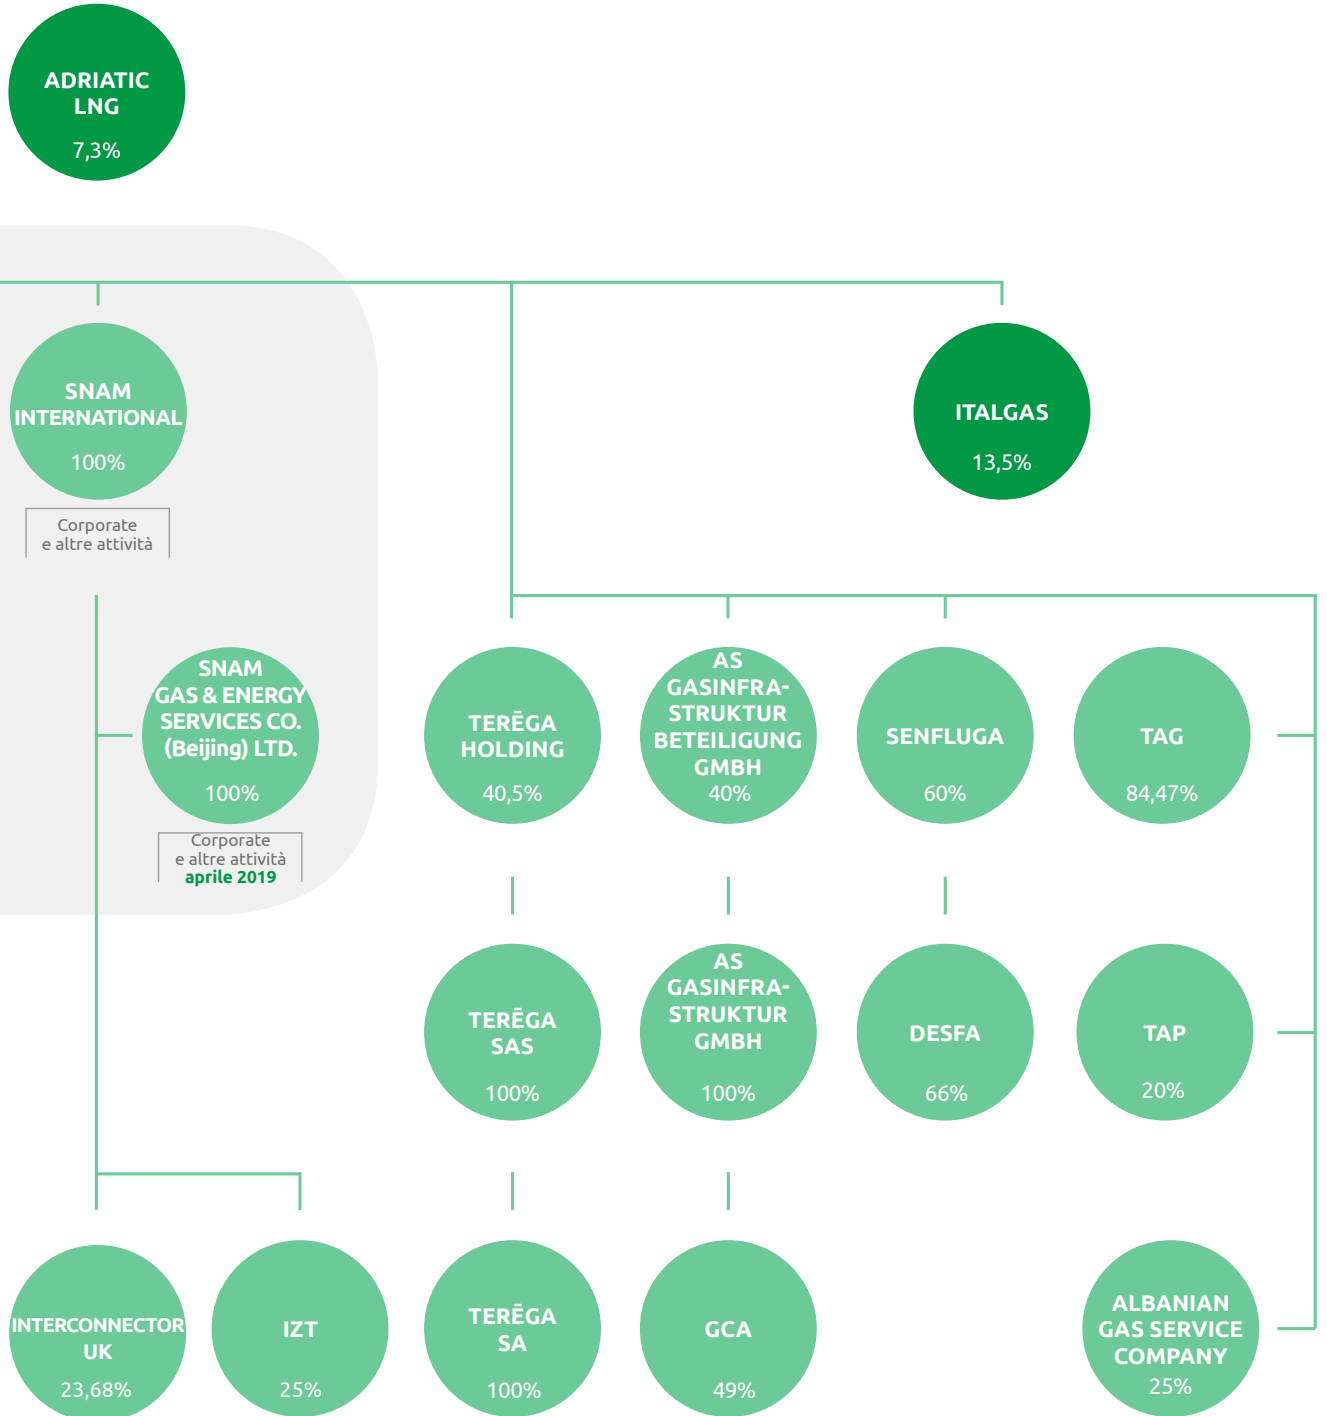 ADRIATIC
LNG
7,3%
SNAM
INTERNATIONAL
100%
Corporate
e altre attività
ITALGAS
13,5%
SNAM
GAS & ENERGY
SERVICES CO.
(Beijing) LTD.
100%
Corporate
e altre attività
aprile 2019
TERĒGA
HOLDING
40,5%
AS
GASINFRA-
STRUKTUR
BETEILIGUNG
GMBH
40%
SENFLUGA
60%
TAG
84,47%
TERĒGA
SAS
100%
AS
GASINFRA-
STRUKTUR
GMBH
100%
DESFA
66%
TAP
20%
INTERCONNECTOR
UK
23,68%
IZT
25%
TERĒGA
SA
100%
GCA
49%
ALBANIAN
GAS SERVICE
COMPANY
25%